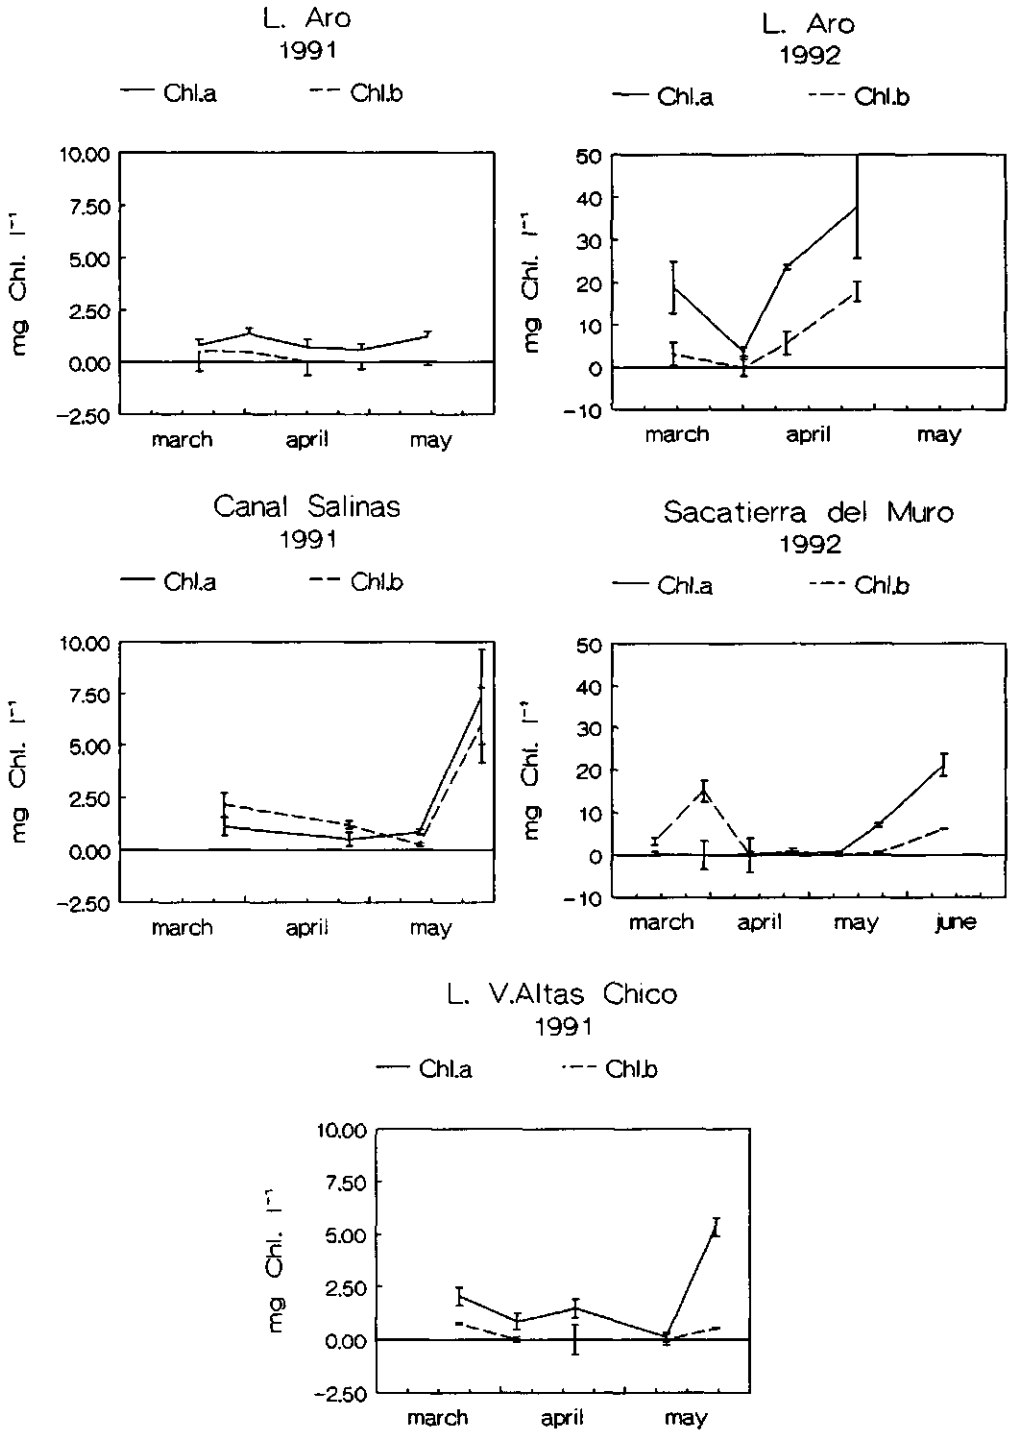 L. Aro
1991
Chl.a Chl.b
10.00
7.50
5.00
2.50
0.00
-2.50
mg Chl. l⁻¹
march april may
L. Aro
1992
Chl.a Chl.b
50
40
30
20
10
0
-10
mg Chl. l⁻¹
march april may
Canal Salinas
1991
Chl.a Chl.b
10.00
7.50
5.00
2.50
0.00
-2.50
mg Chl. l⁻¹
march april may
Sacatierra del Muro
1992
Chl.a Chl.b
50
40
30
20
10
0
-10
mg Chl. l⁻¹
march april may june
L. V.Altas Chico
1991
Chl.a Chl.b
10.00
7.50
5.00
2.50
0.00
-2.50
mg Chl. l⁻¹
march april may